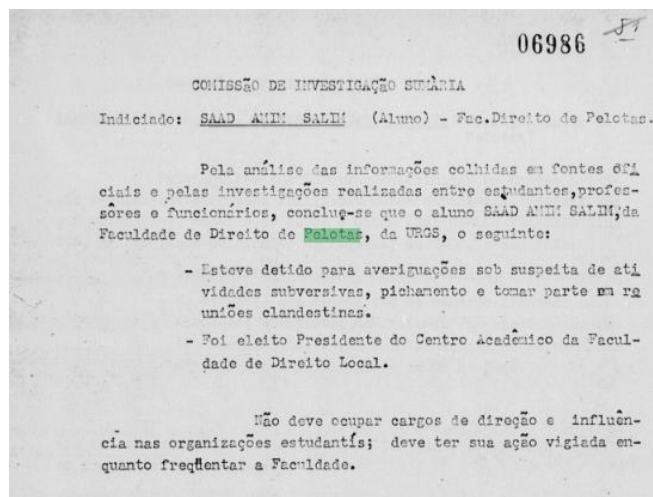 81
06986
COMISSãO DE INVESTIGAÇãO SUMÀRIA
Indiciado: SAAD AMIM SALIM (Aluno) - Fac.Direito de Pelotas.
Pela análise das informações colhidas em fontes ofi
ciais e pelas investigações realizadas entre estudantes,profes-
sôres e funcionários, conclue-se que o aluno SAAD AMIM SALIM,da
Faculdade de Direito de Pelotas, da URGS, o seguinte:
- Esteve detido para averiguações sob suspeita de ati
vidades subversivas, pichamento e tomar parte em re
uniões clandestinas.
- Foi eleito Presidente do Centro Acadêmico da Facul-
dade de Direito Local.
Não deve ocupar cargos de direção e influên-
cia nas organizações estudantís; deve ter sua ação vigiada en-
quanto freqüentar a Faculdade.